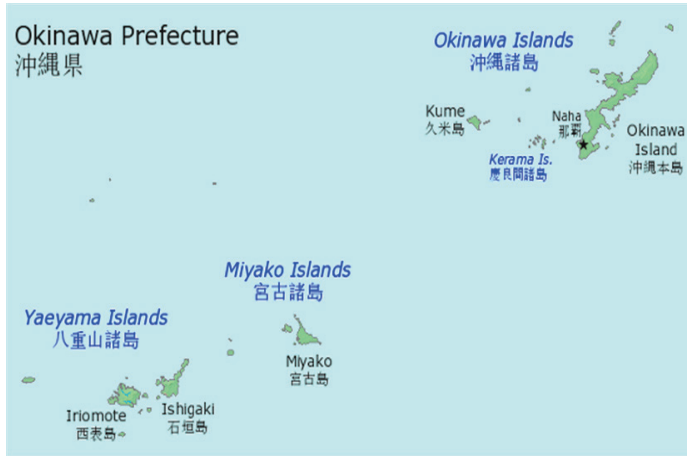 Okinawa Prefecture
沖縄県
Okinawa Islands
沖縄諸島
Kume
久米島
Naha
那覇
Kerama Is.
慶良間諸島
Okinawa
Island
沖縄本島
Miyako Islands
宮古諸島
Miyako
宮古島
Yaeyama Islands
八重山諸島
Iriomote
西表島
Ishigaki
石垣島